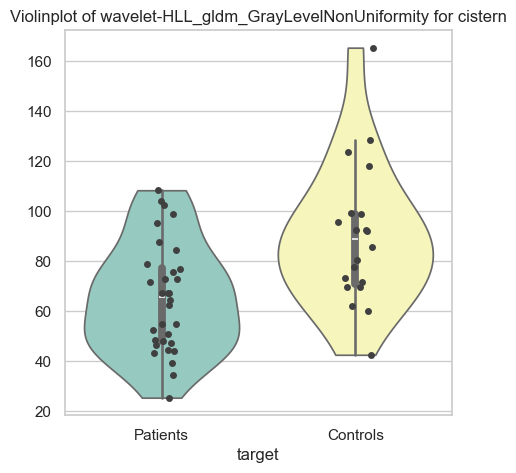 Violinplot of wavelet-HLL_gldm_GrayLevelNonUniformity for cistern
160
140
120
100
80
60
40
20
Patients Controls
target